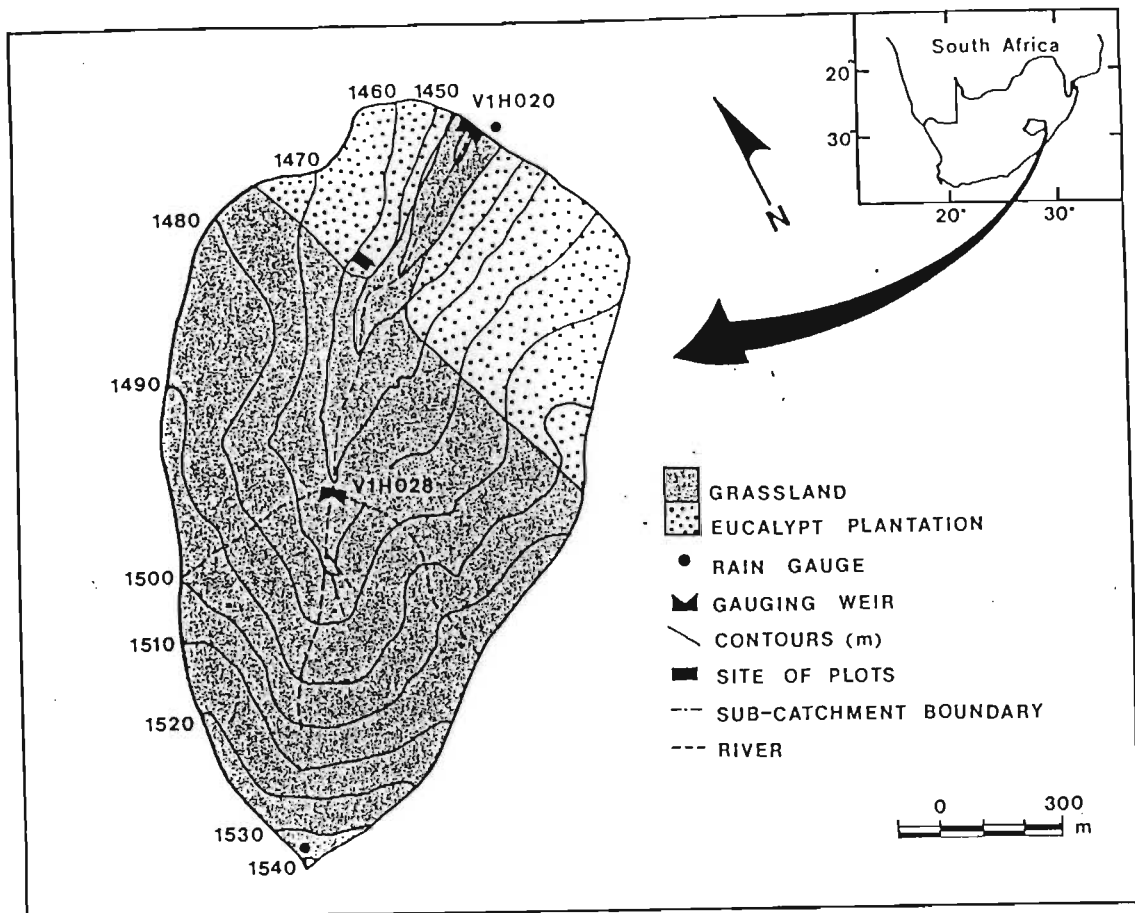 South Africa
20°
30°
20°
30°
1460
1450
V1H020
1470
1480
N
1490
V1H028
GRASSLAND
EUCALYPT PLANTATION
RAIN GAUGE
1500
GAUGING WEIR
CONTOURS (m)
1510
SITE OF PLOTS
SUB-CATCHMENT BOUNDARY
1520
RIVER
0 300
m
1530
1540